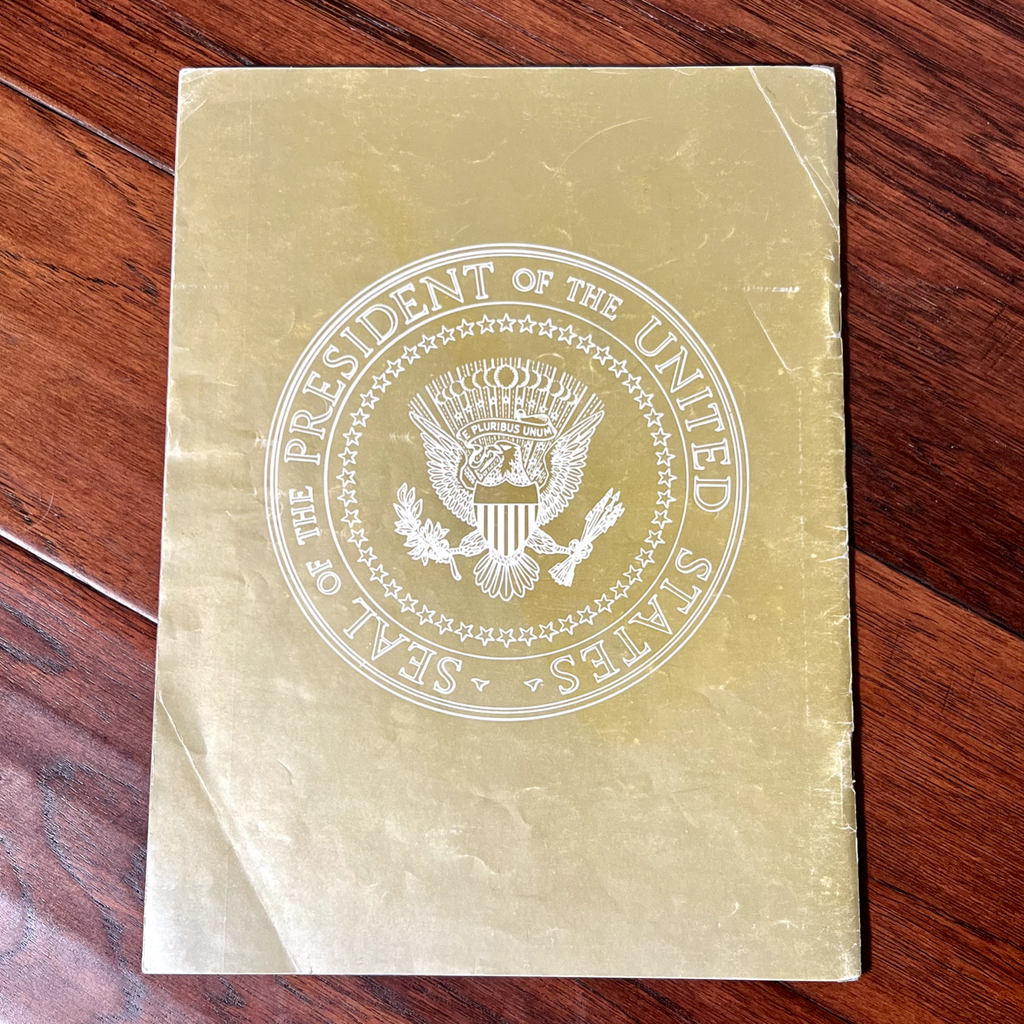 SEAL OF THE PRESIDENT OF THE UNITED STATES
E PLURIBUS UNUM